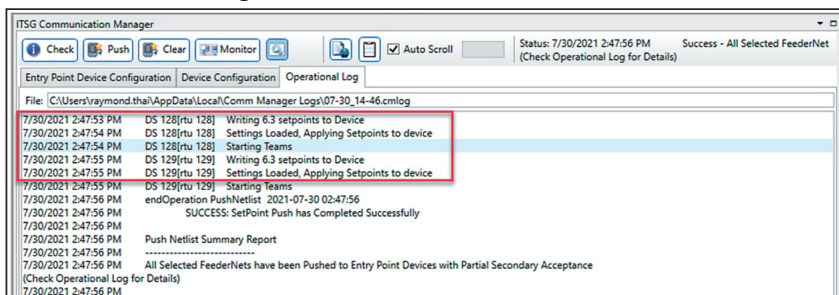 ITSG Communication Manager
Check Push Clear Monitor Auto Scroll Status: 7/30/2021 2:47:56 PM Success - All Selected FeederNet
(Check Operational Log for Details)
Entry Point Device Configuration Device Configuration Operational Log
File: C:\Users\raymond.thai\AppData\Local\Comm Manager Logs\07-30_14-46.cmlog
7/30/2021 2:47:53 PM DS 128[rtu 128] Writing 6.3 setpoints to Device
7/30/2021 2:47:54 PM DS 128[rtu 128] Settings Loaded, Applying Setpoints to device
7/30/2021 2:47:54 PM DS 128[rtu 128] Starting Teams
7/30/2021 2:47:55 PM DS 129[rtu 129] Writing 6.3 setpoints to Device
7/30/2021 2:47:55 PM DS 129[rtu 129] Settings Loaded, Applying Setpoints to device
7/30/2021 2:47:55 PM DS 129[rtu 129] Starting Teams
7/30/2021 2:47:56 PM endOperation PushNetlist 2021-07-30 02:47:56
7/30/2021 2:47:56 PM SUCCESS: SetPoint Push has Completed Successfully
7/30/2021 2:47:56 PM
7/30/2021 2:47:56 PM Push Netlist Summary Report
7/30/2021 2:47:56 PM --------------------------
7/30/2021 2:47:56 PM All Selected FeederNets have been Pushed to Entry Point Devices with Partial Secondary Acceptance
(Check Operational Log for Details)
7/30/2021 2:47:56 PM